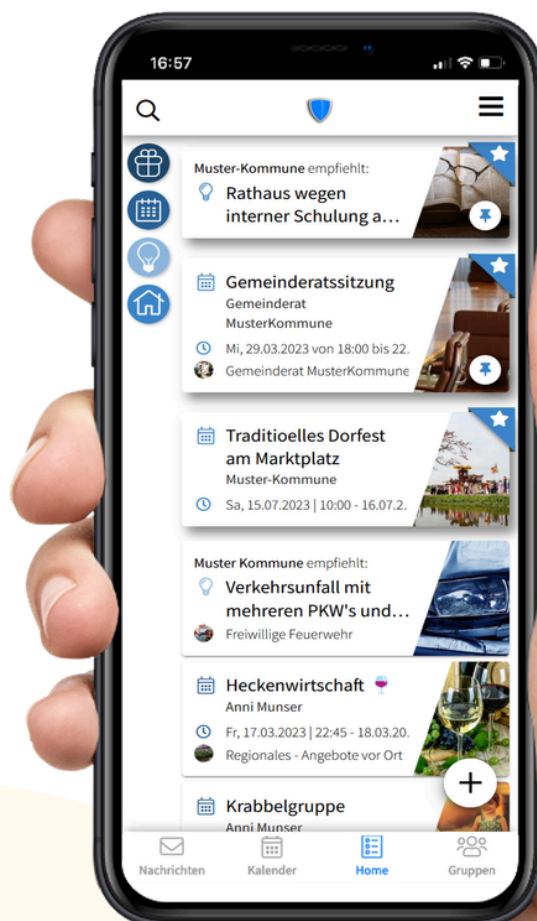 16:57
Muster-Kommune empfiehlt:
Rathaus wegen
interner Schulung a...
Gemeinderatssitzung
Gemeinderat
MusterKommune
Mi, 29.03.2023 von 18:00 bis 22.
Gemeinderat MusterKommune
Traditioelles Dorfest
am Marktplatz
Muster-Kommune
Sa, 15.07.2023 | 10:00 - 16.07.2.
Muster Kommune empfiehlt:
Verkehrsunfall mit
mehreren PKW's und...
Freiwillige Feuerwehr
Heckenwirtschaft 🍷
Anni Munser
Fr, 17.03.2023 | 22:45 - 18.03.20.
Regionales - Angebote vor Ort
Krabbelgruppe
Anni Munser
Nachrichten
Kalender
Home
Gruppen